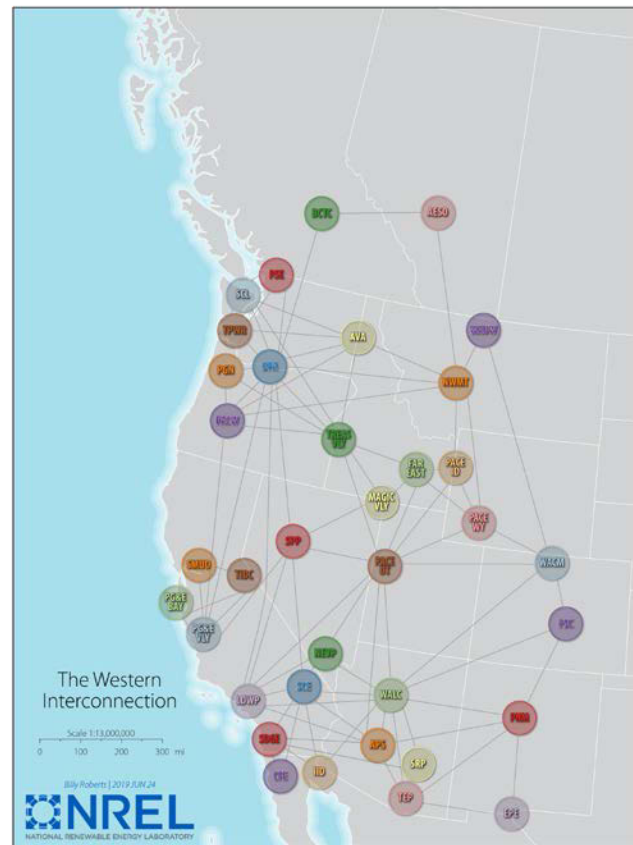 BCTC
AESO
PSE
SCL
TPWR
AVA
BPA
PGN
NWMT
PACW
TREAS
VLY
FAR
EAST
PACE
ID
MAGIC
VLY
PACE
WY
SPP
PACE
UT
WACM
SMUD
TIDC
PG&E
BAY
PG&E
VLY
PSC
NEVP
SCE
WALC
LDWP
PNM
SDGE
APS
SRP
CFE
IID
TEP
EPE
The Western
Interconnection
Scale 1:13,000,000
0 100 200 300 mi
Billy Roberts | 2019 JUN 24
NREL
NATIONAL RENEWABLE ENERGY LABORATORY